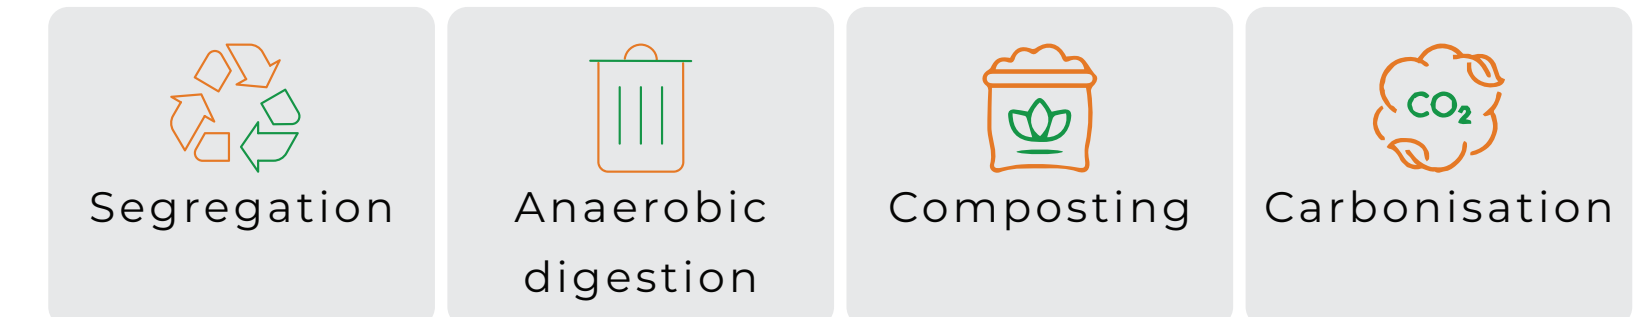 Segregation
Anaerobic
digestion
CO₂
Composting
Carbonisation